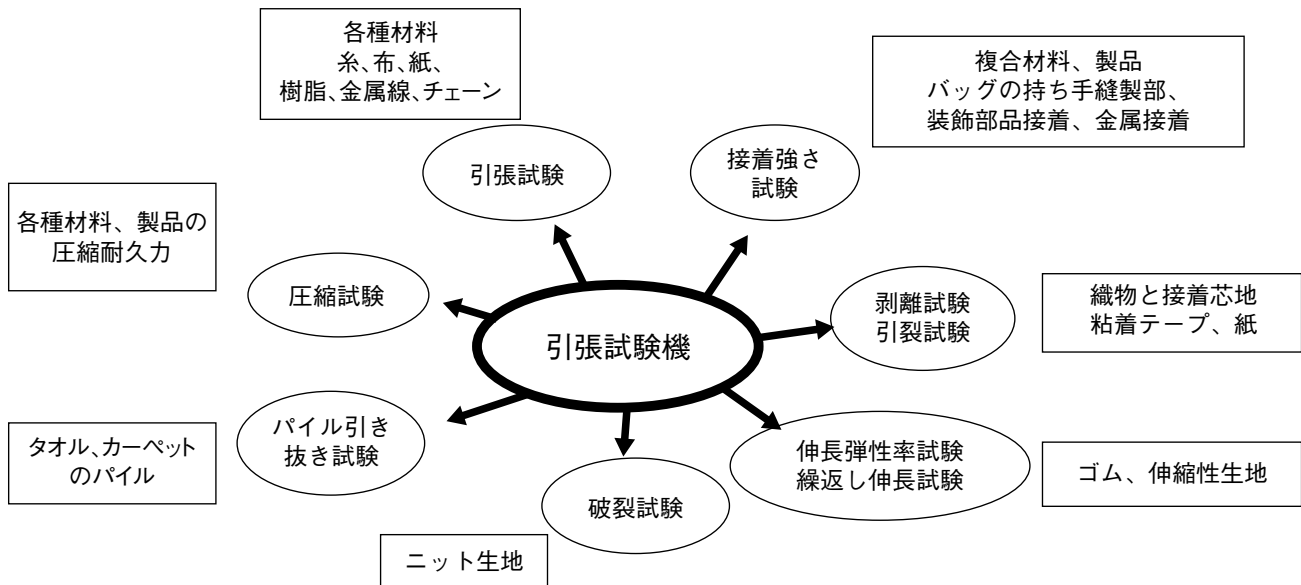 各種材料
糸、布、紙、
樹脂、金属線、チェーン
複合材料、製品
バッグの持ち手縫製部、
装飾部品接着、金属接着
引張試験
接着強さ
試験
各種材料、製品の
圧縮耐久力
圧縮試験
剥離試験
引裂試験
織物と接着芯地
粘着テープ、紙
引張試験機
パイル引き
抜き試験
タオル、カーペット
のパイル
伸長弾性率試験
繰返し伸長試験
ゴム、伸縮性生地
破裂試験
ニット生地